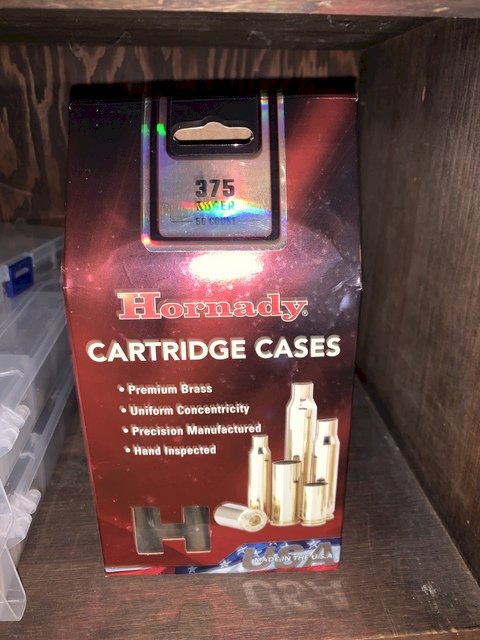 375
RUGER
50 COUNT
Hornady®
CARTRIDGE CASES
• Premium Brass
• Uniform Concentricity
• Precision Manufactured
• Hand Inspected
H
MADE IN THE U.S.A.